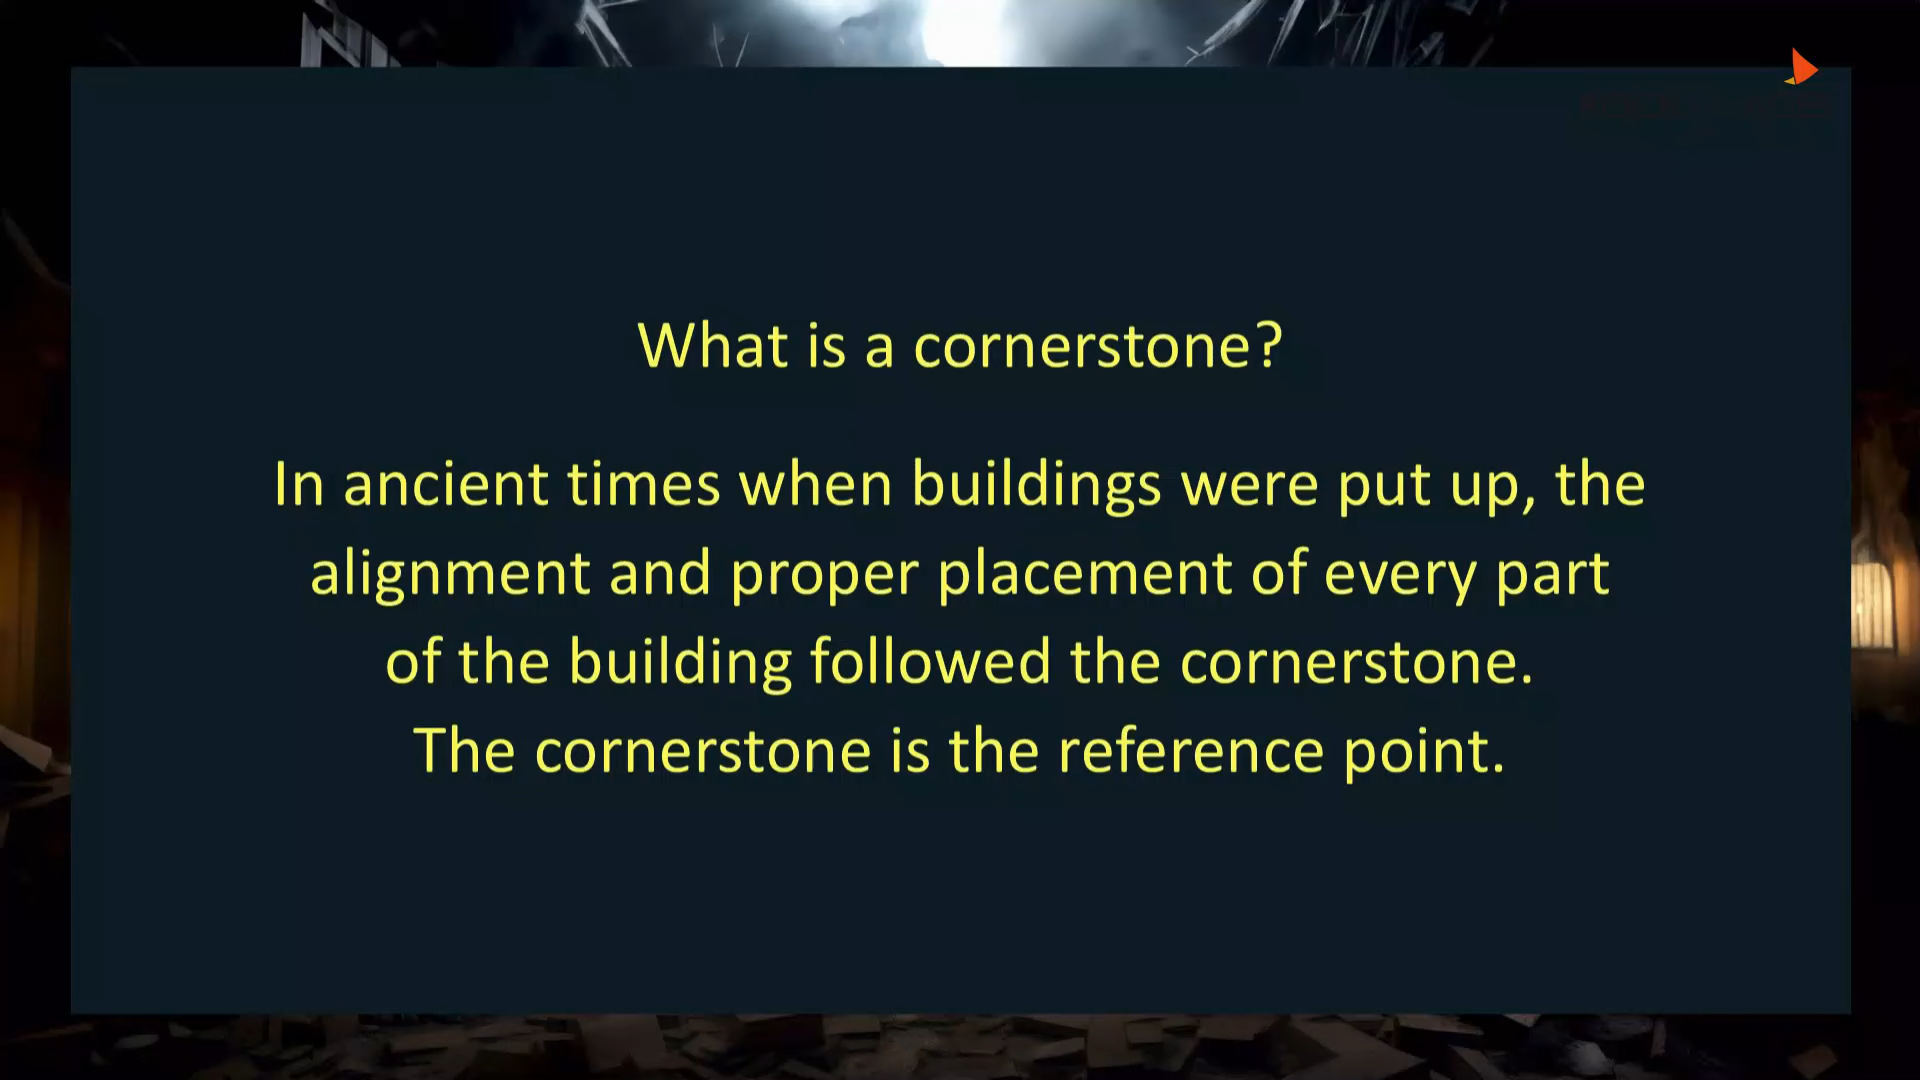 What is a cornerstone?
In ancient times when buildings were put up, the
alignment and proper placement of every part
of the building followed the cornerstone.
The cornerstone is the reference point.